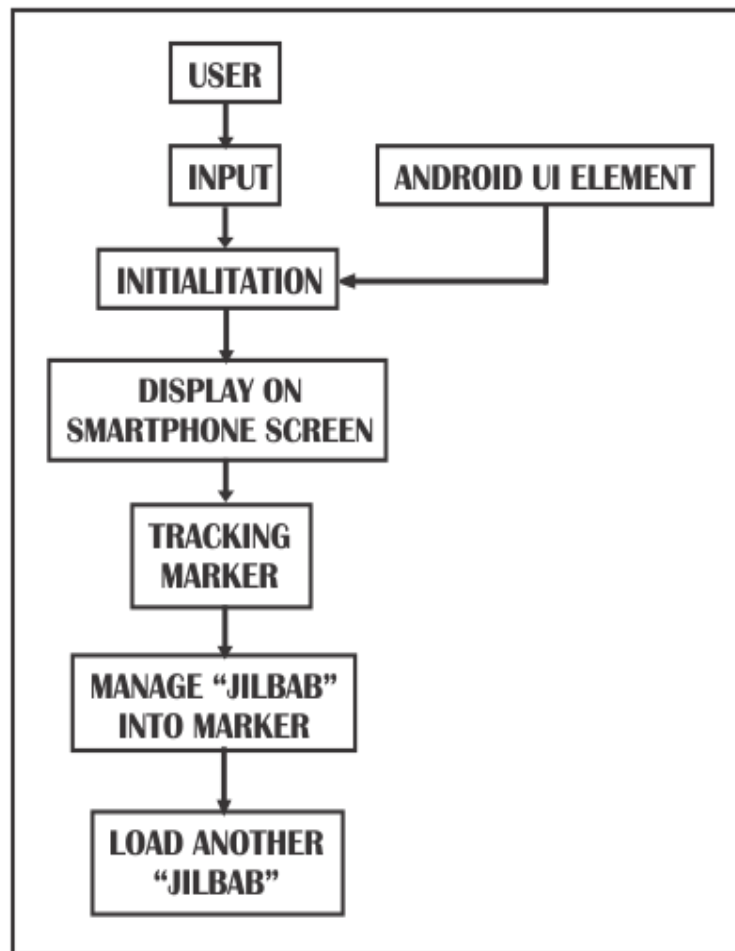 USER
INPUT
ANDROID UI ELEMENT
INITIALITATION
DISPLAY ON
SMARTPHONE SCREEN
TRACKING
MARKER
MANAGE “JILBAB”
INTO MARKER
LOAD ANOTHER
“JILBAB”